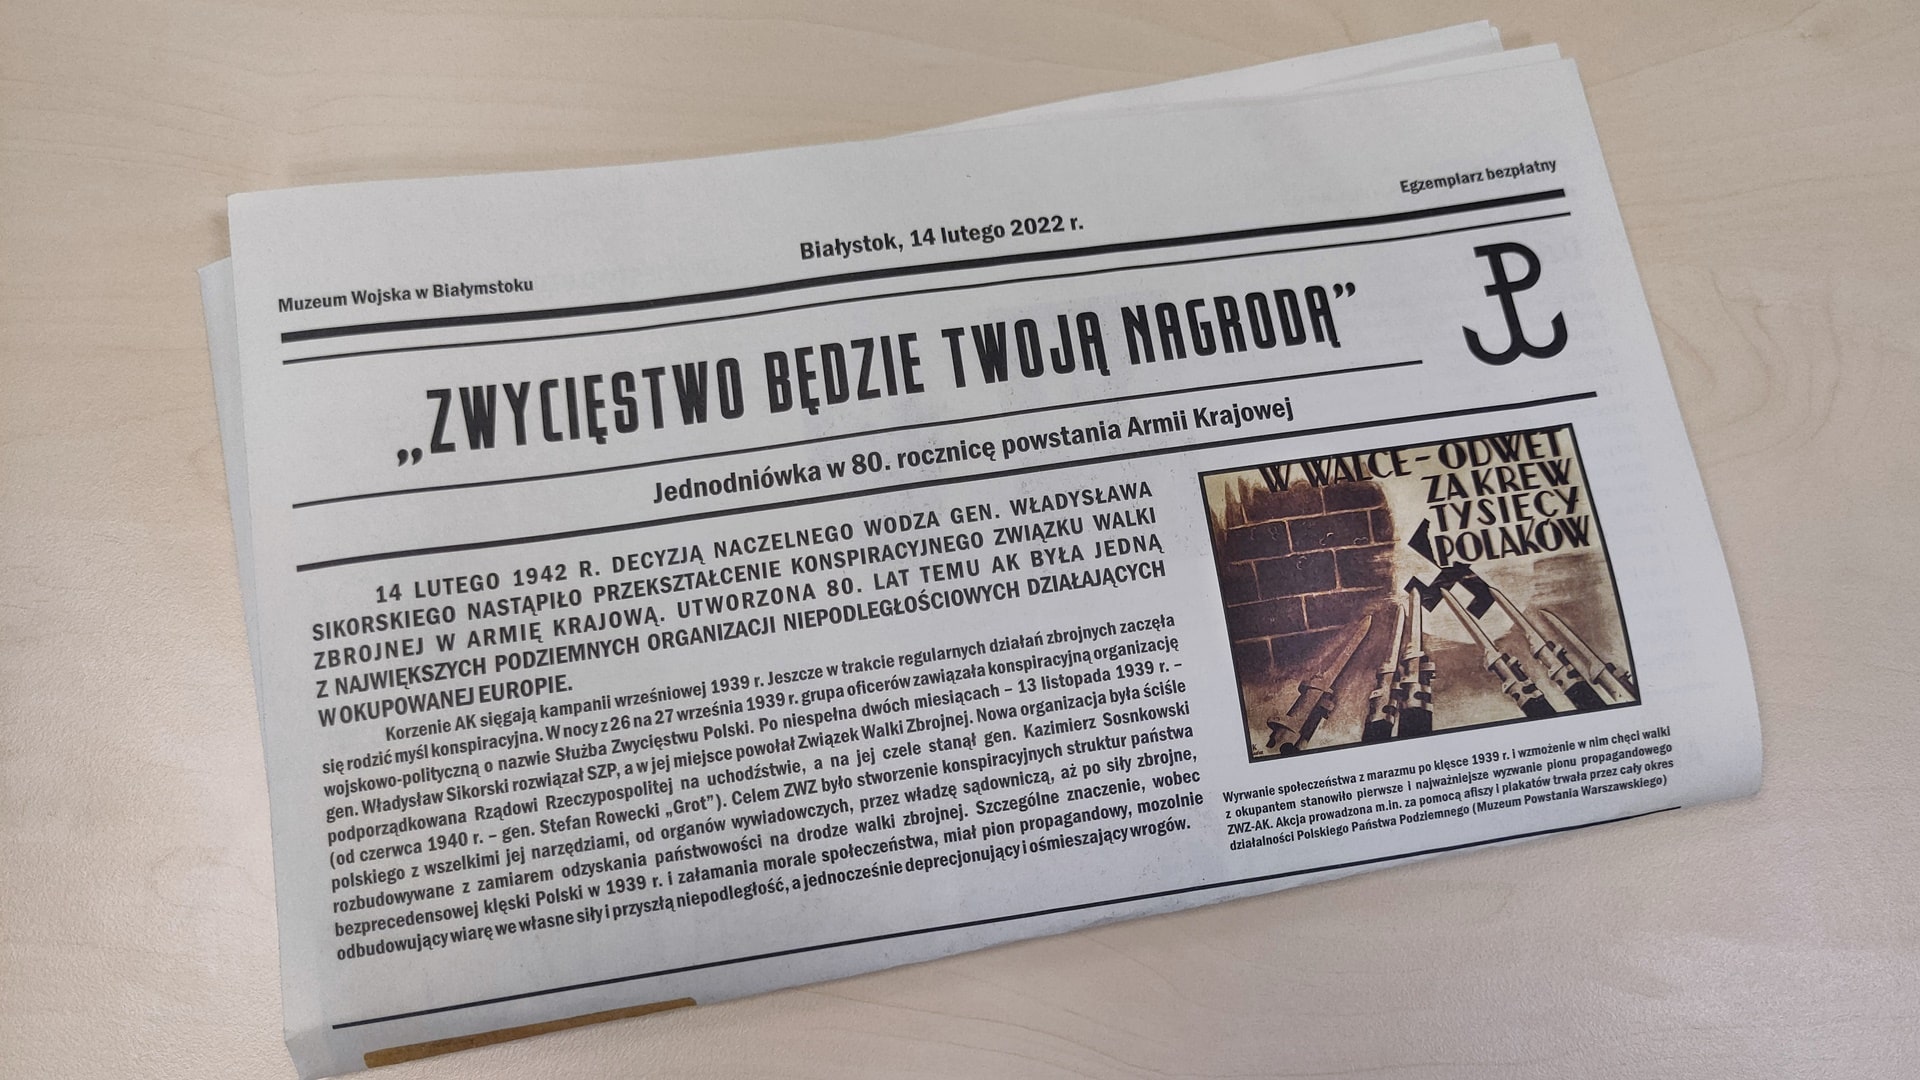 Muzeum Wojska w Białymstoku
Białystok, 14 lutego 2022 r.
Egzemplarz bezpłatny
„ZWYCIĘSTWO BĘDZIE TWOJĄ NAGRODĄ”
Jednodniówka w 80. rocznicę powstania Armii Krajowej
14 LUTEGO 1942 R. DECYZJĄ NACZELNEGO WODZA GEN. WŁADYSŁAWA
SIKORSKIEGO NASTĄPIŁO PRZEKSZTAŁCENIE KONSPIRACYJNEGO ZWIĄZKU WALKI
ZBROJNEJ W ARMIĘ KRAJOWĄ. UTWORZONA 80. LAT TEMU AK BYŁA JEDNĄ
Z NAJWIĘKSZYCH PODZIEMNYCH ORGANIZACJI NIEPODLEGŁOŚCIOWYCH DZIAŁAJĄCYCH
W OKUPOWANEJ EUROPIE.
Korzenie AK sięgają kampanii wrześniowej 1939 r. Jeszcze w trakcie regularnych działań zbrojnych zaczęła
się rodzić myśl konspiracyjna. W nocy z 26 na 27 września 1939 r. grupa oficerów zawiązała konspiracyjną organizację
wojskowo-polityczną o nazwie Służba Zwycięstwu Polski. Po niespełna dwóch miesiącach – 13 listopada 1939 r. –
gen. Władysław Sikorski rozwiązał SZP, a w jej miejsce powołał Związek Walki Zbrojnej. Nowa organizacja była ściśle
podporządkowana Rządowi Rzeczypospolitej na uchodźstwie, a na jej czele stanął gen. Kazimierz Sosnkowski
(od czerwca 1940 r. – gen. Stefan Rowecki „Grot”). Celem ZWZ było stworzenie konspiracyjnych struktur państwa
polskiego z wszelkimi jej narzędziami, od organów wywiadowczych, przez władzę sądowniczą, aż po siły zbrojne,
rozbudowywane z zamiarem odzyskania państwowości na drodze walki zbrojnej. Szczególne znaczenie, wobec
bezprecedensowej klęski Polski w 1939 r. i załamania morale społeczeństwa, miał pion propagandowy, mozolnie
odbudowujący wiarę we własne siły i przyszłą niepodległość, a jednocześnie deprecjonujący i ośmieszający wrogów.
W WALCE – ODWET
ZA KREW
TYSIĘCY
POLAKÓW
Wyrwanie społeczeństwa z marazmu po klęsce 1939 r. i wzmożenie w nim chęci walki
z okupantem stanowiło pierwsze i najważniejsze wyzwanie pionu propagandowego
ZWZ-AK. Akcja prowadzona m.in. za pomocą afiszy i plakatów trwała przez cały okres
działalności Polskiego Państwa Podziemnego (Muzeum Powstania Warszawskiego)